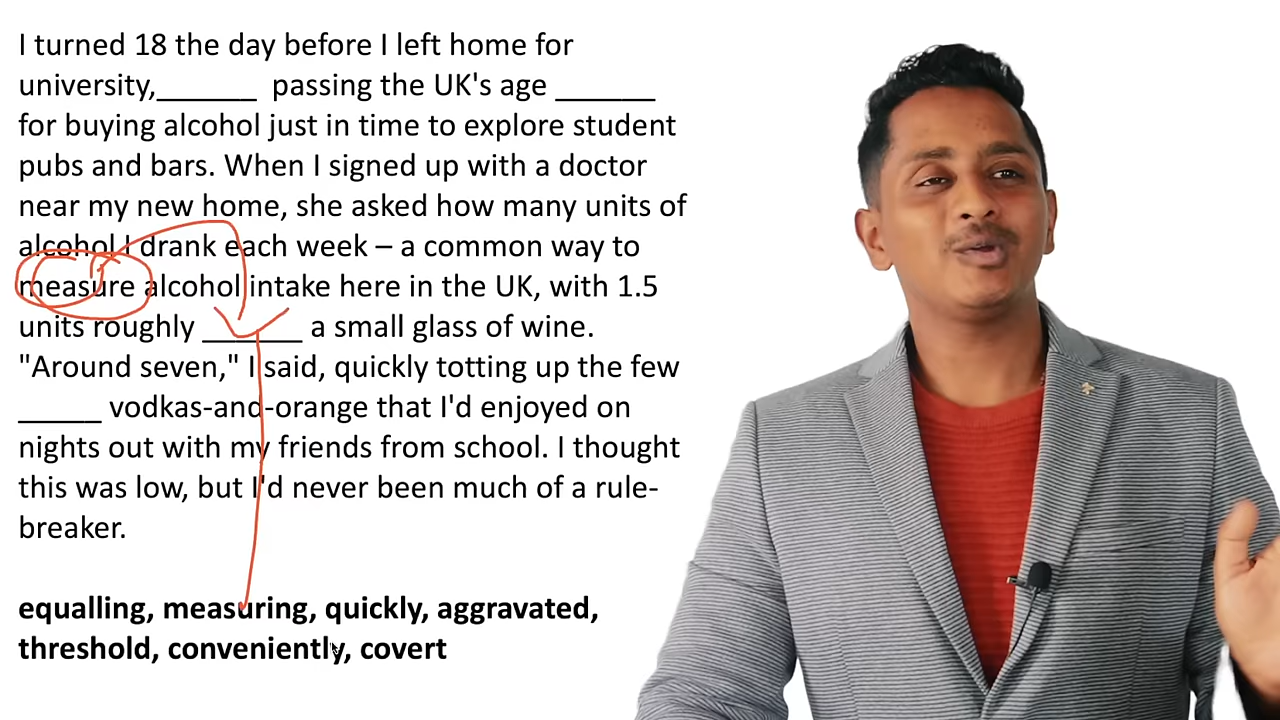 I turned 18 the day before I left home for
university,______ passing the UK's age ______
for buying alcohol just in time to explore student
pubs and bars. When I signed up with a doctor
near my new home, she asked how many units of
alcohol I drank each week – a common way to
measure alcohol intake here in the UK, with 1.5
units roughly ______ a small glass of wine.
"Around seven," I said, quickly totting up the few
_____ vodkas-and-orange that I'd enjoyed on
nights out with my friends from school. I thought
this was low, but I'd never been much of a rule-
breaker.
equalling, measuring, quickly, aggravated,
threshold, conveniently, covert